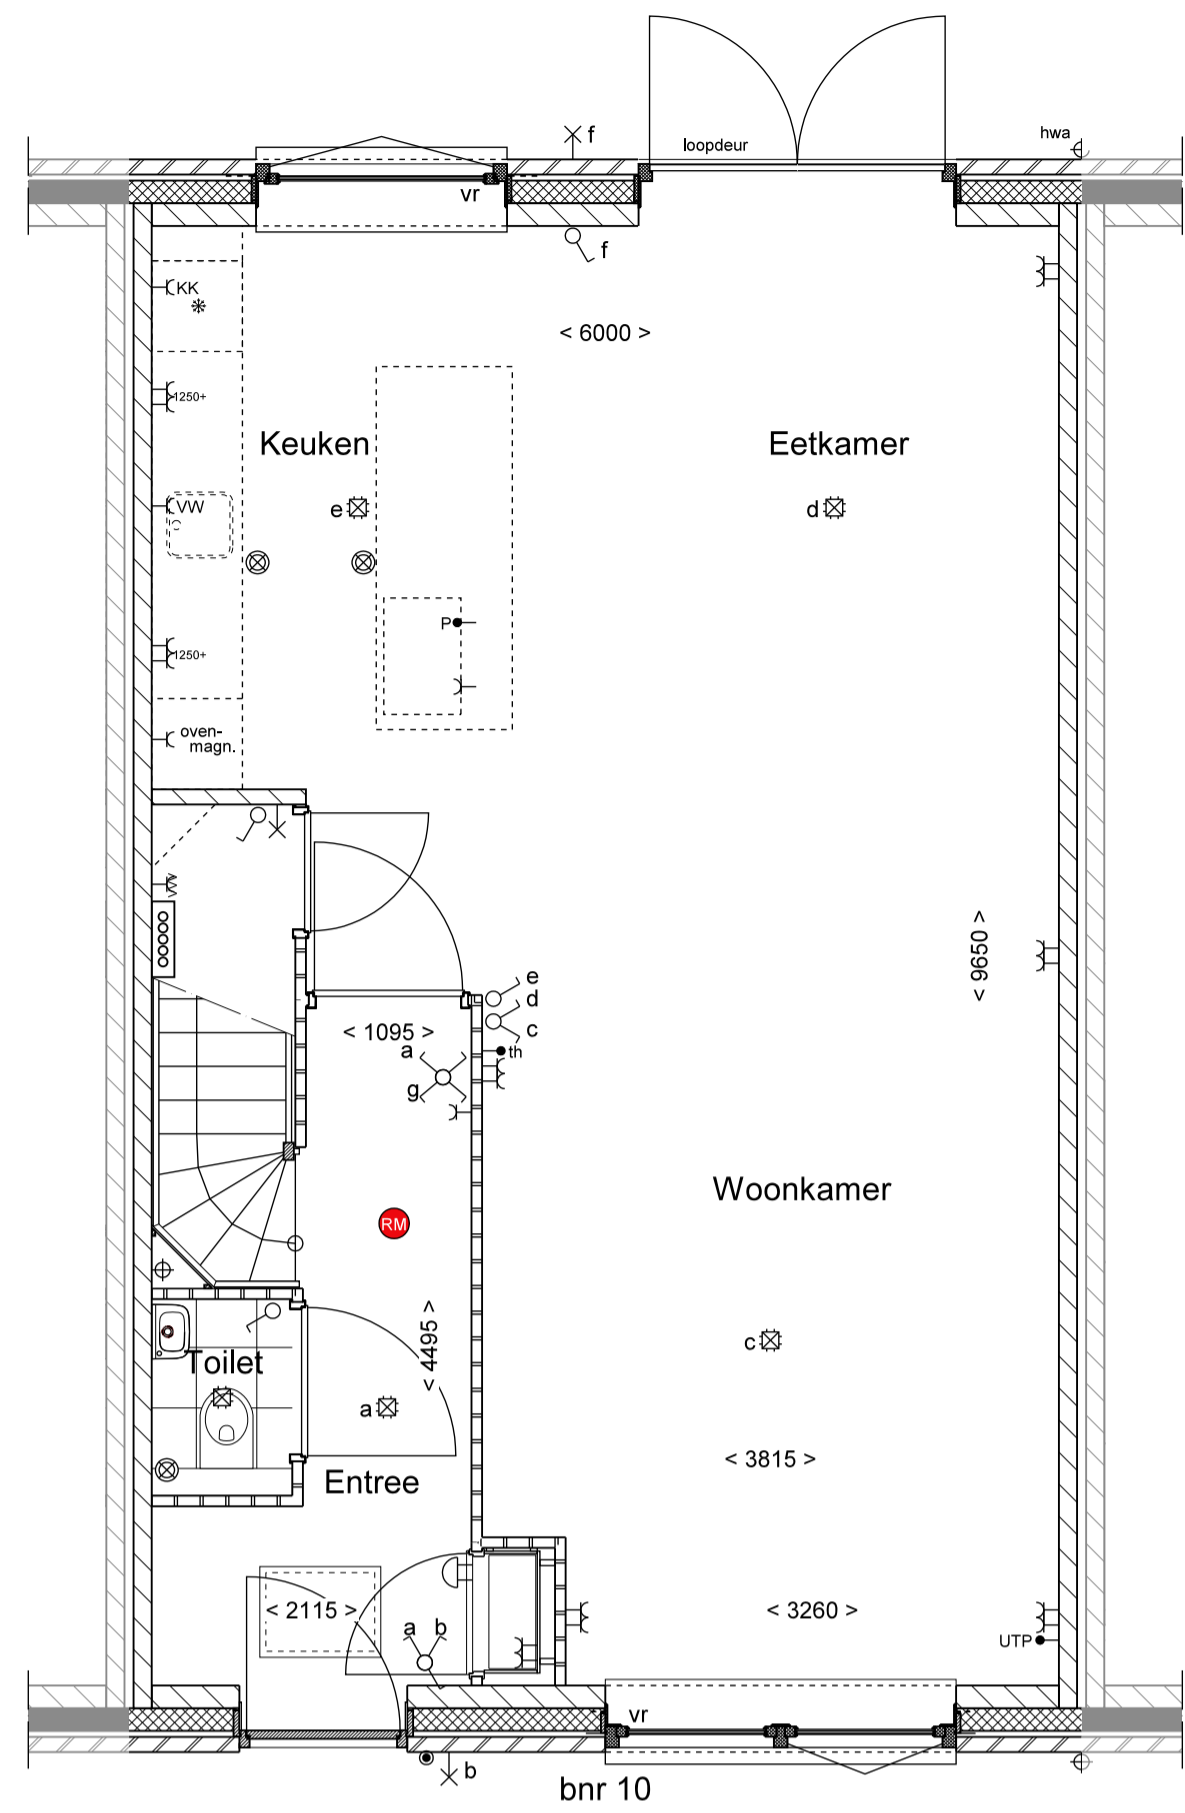 f
hwa
loopdeur
vr
f
KK
< 6000 >
1250+
Keuken
Eetkamer
VW
e
d
P
1250+
oven-
magn.
< 9650 >
e
d
c
< 1095 >
a
th
g
Woonkamer
RM
< 4495 >
c
Toilet
a
< 3815 >
Entree
< 2115 >
< 3260 >
a b
UTP
vr
b
bnr 10